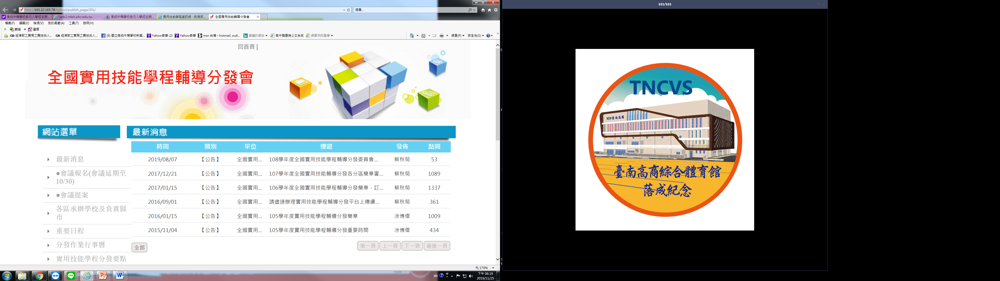 http://163.22.165.78/ischool/publish_page/201/
搜尋...
高級中等學校多元入學招生辦...
web2.mksh.phc.edu.tw
高級中等學校多元入學招生辦...
實用技能學程資訊網 - 教育部...
全國實用技能輔導分發會
檔案(F) 編輯(E) 檢視(V) 我的最愛(A) 工具(T) 說明(H)
轉換 選擇
經濟部工業局工業技術人...
經濟部工業局工業技術人...
(9) 國立高級中等學校新興...
Yahoo奇摩 (2)
Yahoo奇摩
msn 台灣 – hotmail, outl...
建議的網站
高中職雲端公文系統
網頁快訊圖庫
網頁(P) 安全性(S)
回首頁 |
全國實用技能學程輔導分發會
網站選單
最新消息
●會議報名(會議延期至
10/30)
●會議提案
各區承辦學校及負責縣
市
重要日程
分發作業行事曆
實用技能學程分發要點
最新消息
時間 類別 單位 標題 發佈 點閱
2019/08/07 【公告】 全國實用... 108學年度全國實用技能學程輔導分發委員會... 蔡秋菊 53
2017/12/21 【公告】 全國實用... 107學年度全國實用技能輔導分發各分區簡章審... 蔡秋菊 1089
2017/01/15 【公告】 全國實用... 106學年度全國實用技能學程輔導分發簡章，訂... 蔡秋菊 1337
2016/09/01 【公告】 全國實用... 請儘速辦理實用技能學程輔導分發平台上傳續... 蔡秋菊 361
2016/01/15 【公告】 全國實用... 105學年度實用技能學程輔導分發簡章 凃博偉 1009
2015/11/04 【公告】 全國實用... 105學年度實用技能學程輔導分發重要時間 凃博偉 434
全部
第一頁 上一頁 下一頁 最後一頁
170%
下午 06:19
2019/11/25
693/693
TNCVS
臺南高商
臺南高商綜合體育館
落成紀念